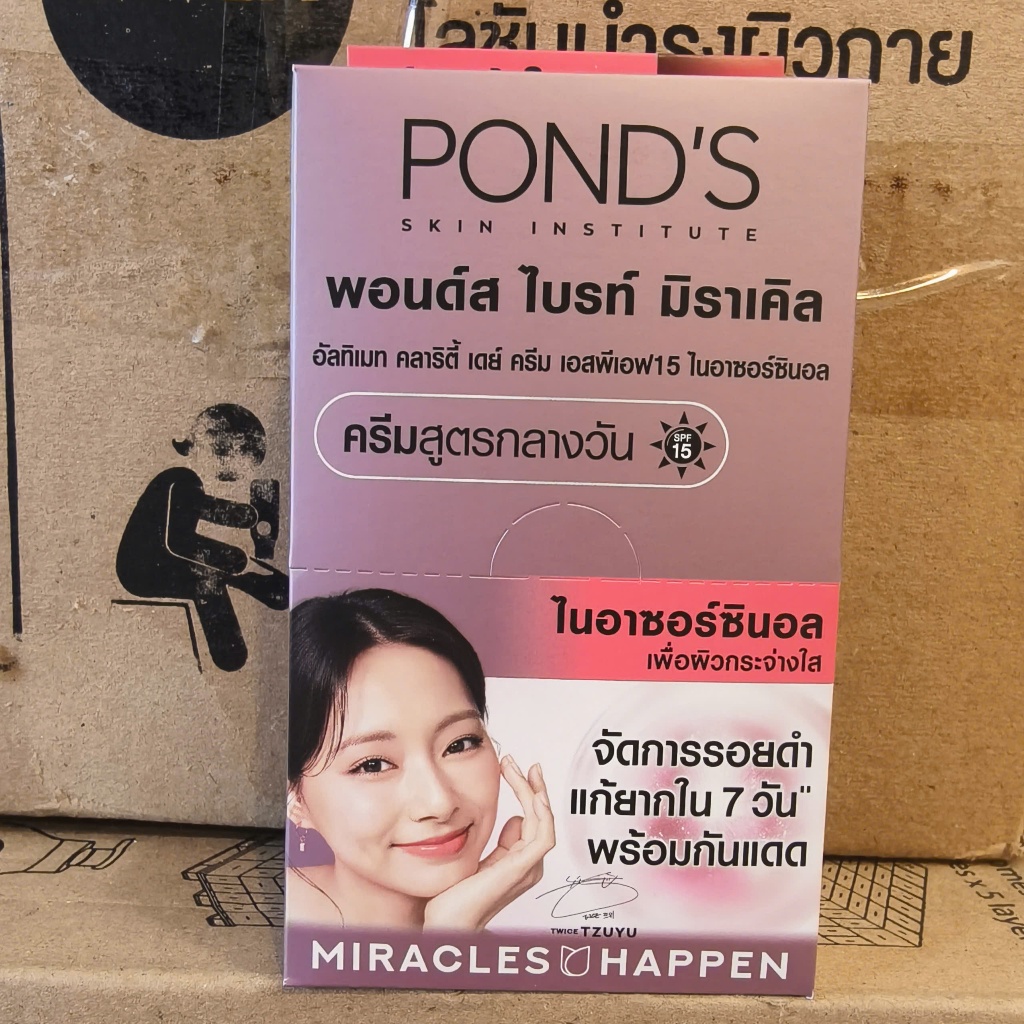 โลชันบำรุงผิวกาย
POND'S
SKIN INSTITUTE
พอนด์ส ไบรท์ มิราเคิล
อัลทิเมท คลาริตี้ เดย์ ครีม เอสพีเอฟ15 ไนอาซอร์ซินอล
ครีมสูตรกลางวัน
SPF
15
ไนอาซอร์ซินอล
เพื่อผิวกระจ่างใส
จัดการรอยดำ
แก้ยากใน 7 วัน"
พร้อมกันแดด
TWICE TZUYU
MIRACLES HAPPEN
x 5 laye